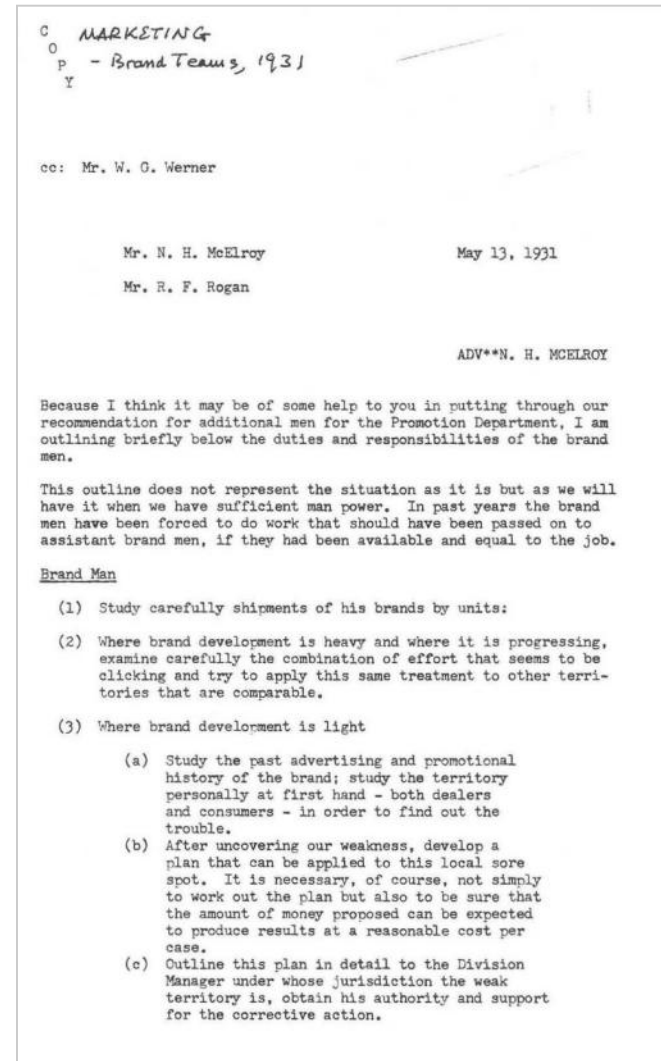 C
O
P
Y
MARKETING
- Brand Teams, 1931
cc: Mr. W. G. Werner
Mr. N. H. McElroy May 13, 1931
Mr. R. F. Rogan
ADV**N. H. MCELROY
Because I think it may be of some help to you in putting through our
recommendation for additional men for the Promotion Department, I am
outlining briefly below the duties and responsibilities of the brand
men.
This outline does not represent the situation as it is but as we will
have it when we have sufficient man power. In past years the brand
men have been forced to do work that should have been passed on to
assistant brand men, if they had been available and equal to the job.
Brand Man
(1) Study carefully shipments of his brands by units:
(2) Where brand development is heavy and where it is progressing,
examine carefully the combination of effort that seems to be
clicking and try to apply this same treatment to other terri-
tories that are comparable.
(3) Where brand development is light
(a) Study the past advertising and promotional
history of the brand; study the territory
personally at first hand - both dealers
and consumers - in order to find out the
trouble.
(b) After uncovering our weakness, develop a
plan that can be applied to this local sore
spot. It is necessary, of course, not simply
to work out the plan but also to be sure that
the amount of money proposed can be expected
to produce results at a reasonable cost per
case.
(c) Outline this plan in detail to the Division
Manager under whose jurisdiction the weak
territory is, obtain his authority and support
for the corrective action.